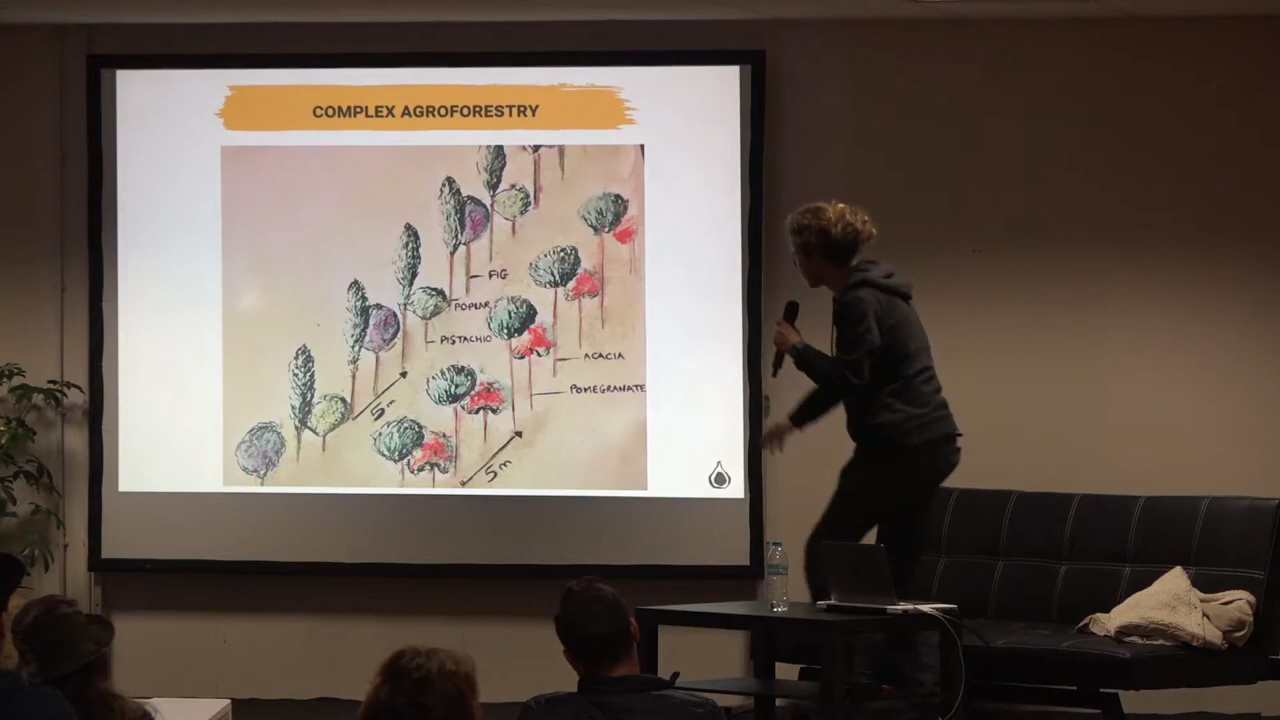 COMPLEX AGROFORESTRY
FIG
POPLAR
PISTACHIO
ACACIA
POMEGRANATE
5m
5m